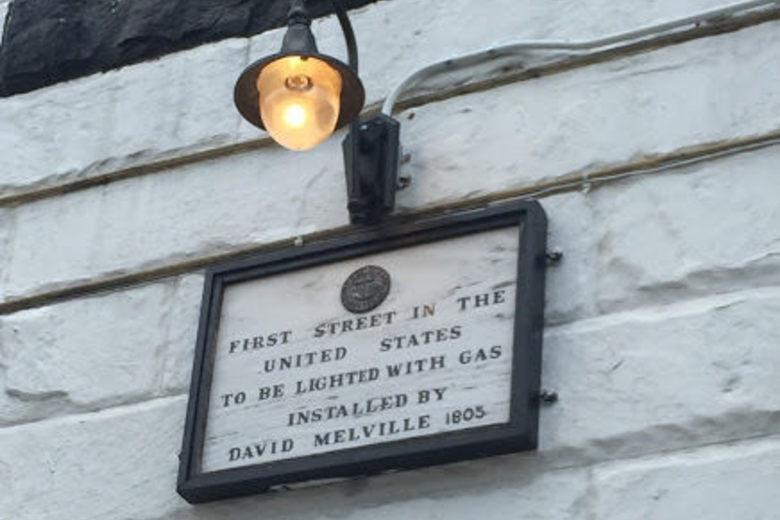 FIRST STREET IN THE
UNITED STATES
TO BE LIGHTED WITH GAS
INSTALLED BY
DAVID MELVILLE 1805